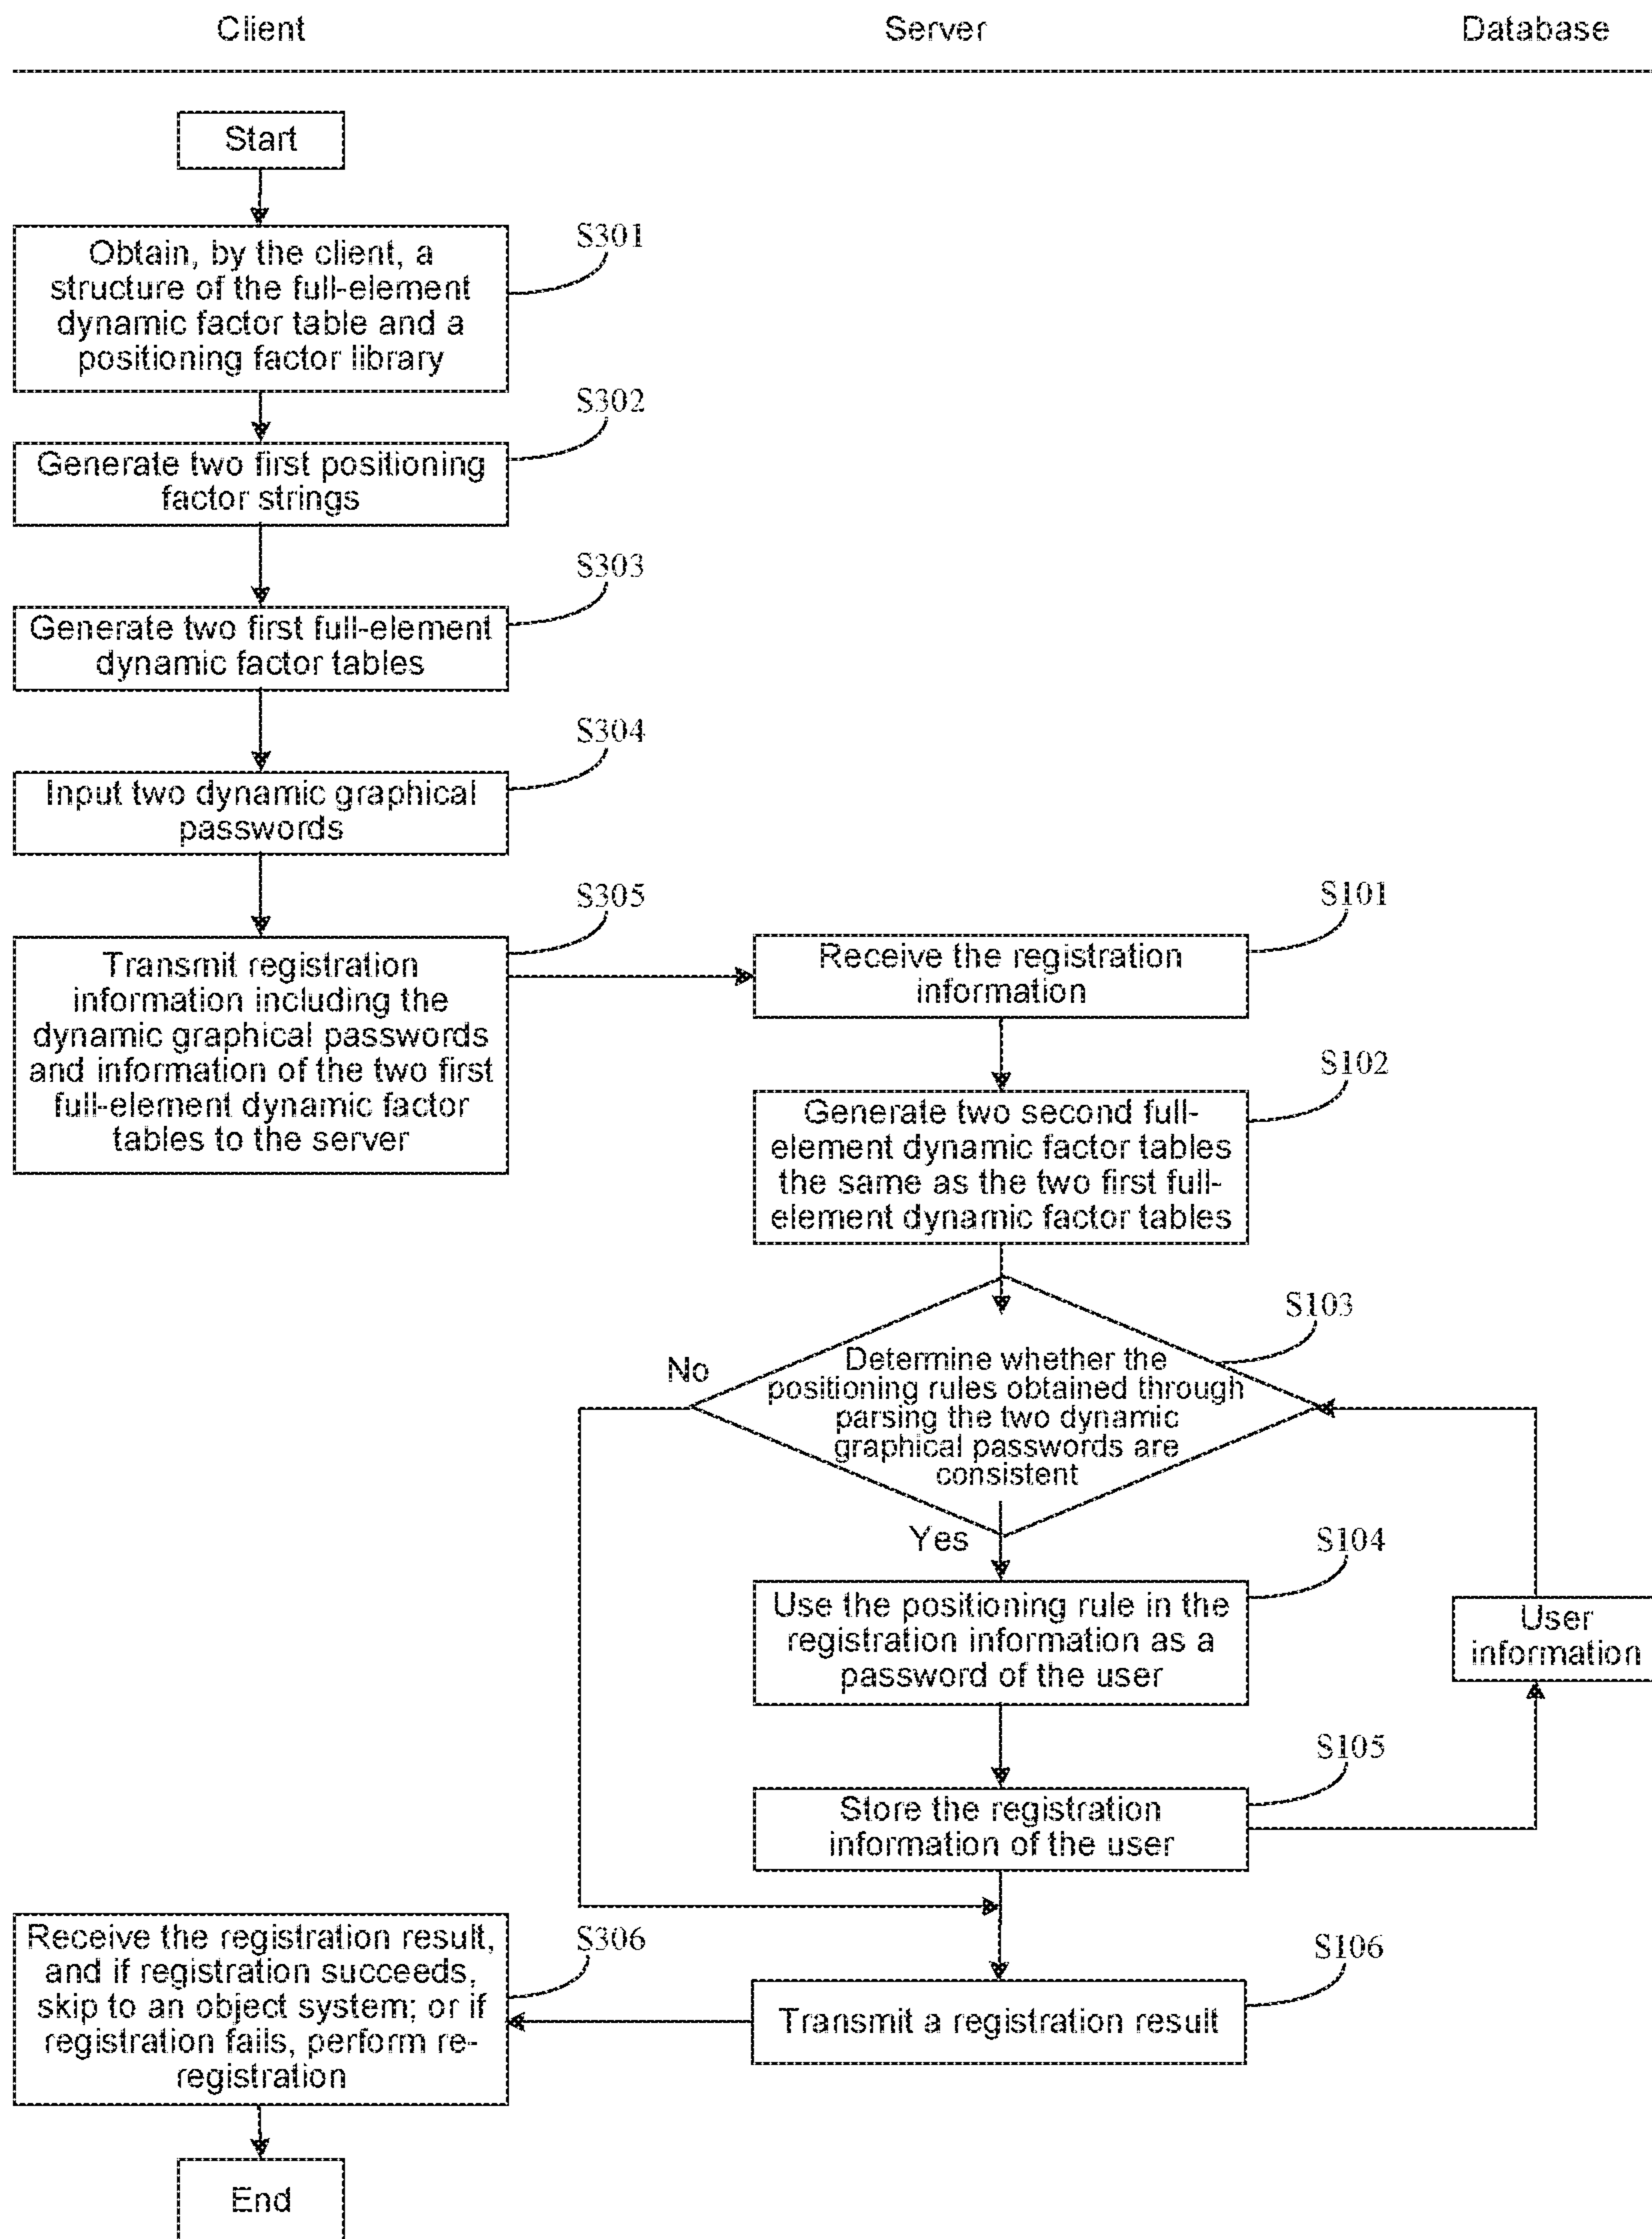 Client
Server
Database
Start
S301
Obtain, by the client, a
structure of the full-element
dynamic factor table and a
positioning factor library
S302
Generate two first positioning
factor strings
S303
Generate two first full-element
dynamic factor tables
S304
Input two dynamic graphical
passwords
S305
Transmit registration
information including the
dynamic graphical passwords
and information of the two first
full-element dynamic factor
tables to the server
S101
Receive the registration
information
S102
Generate two second full-
element dynamic factor tables
the same as the two first full-
element dynamic factor tables
S103
No
Determine whether the
positioning rules obtained through
parsing the two dynamic
graphical passwords are
consistent
Yes
S104
Use the positioning rule in the
registration information as a
password of the user
User
information
S105
Store the registration
information of the user
S306
Receive the registration result,
and if registration succeeds,
skip to an object system; or if
registration fails, perform re-
registration
S106
Transmit a registration result
End